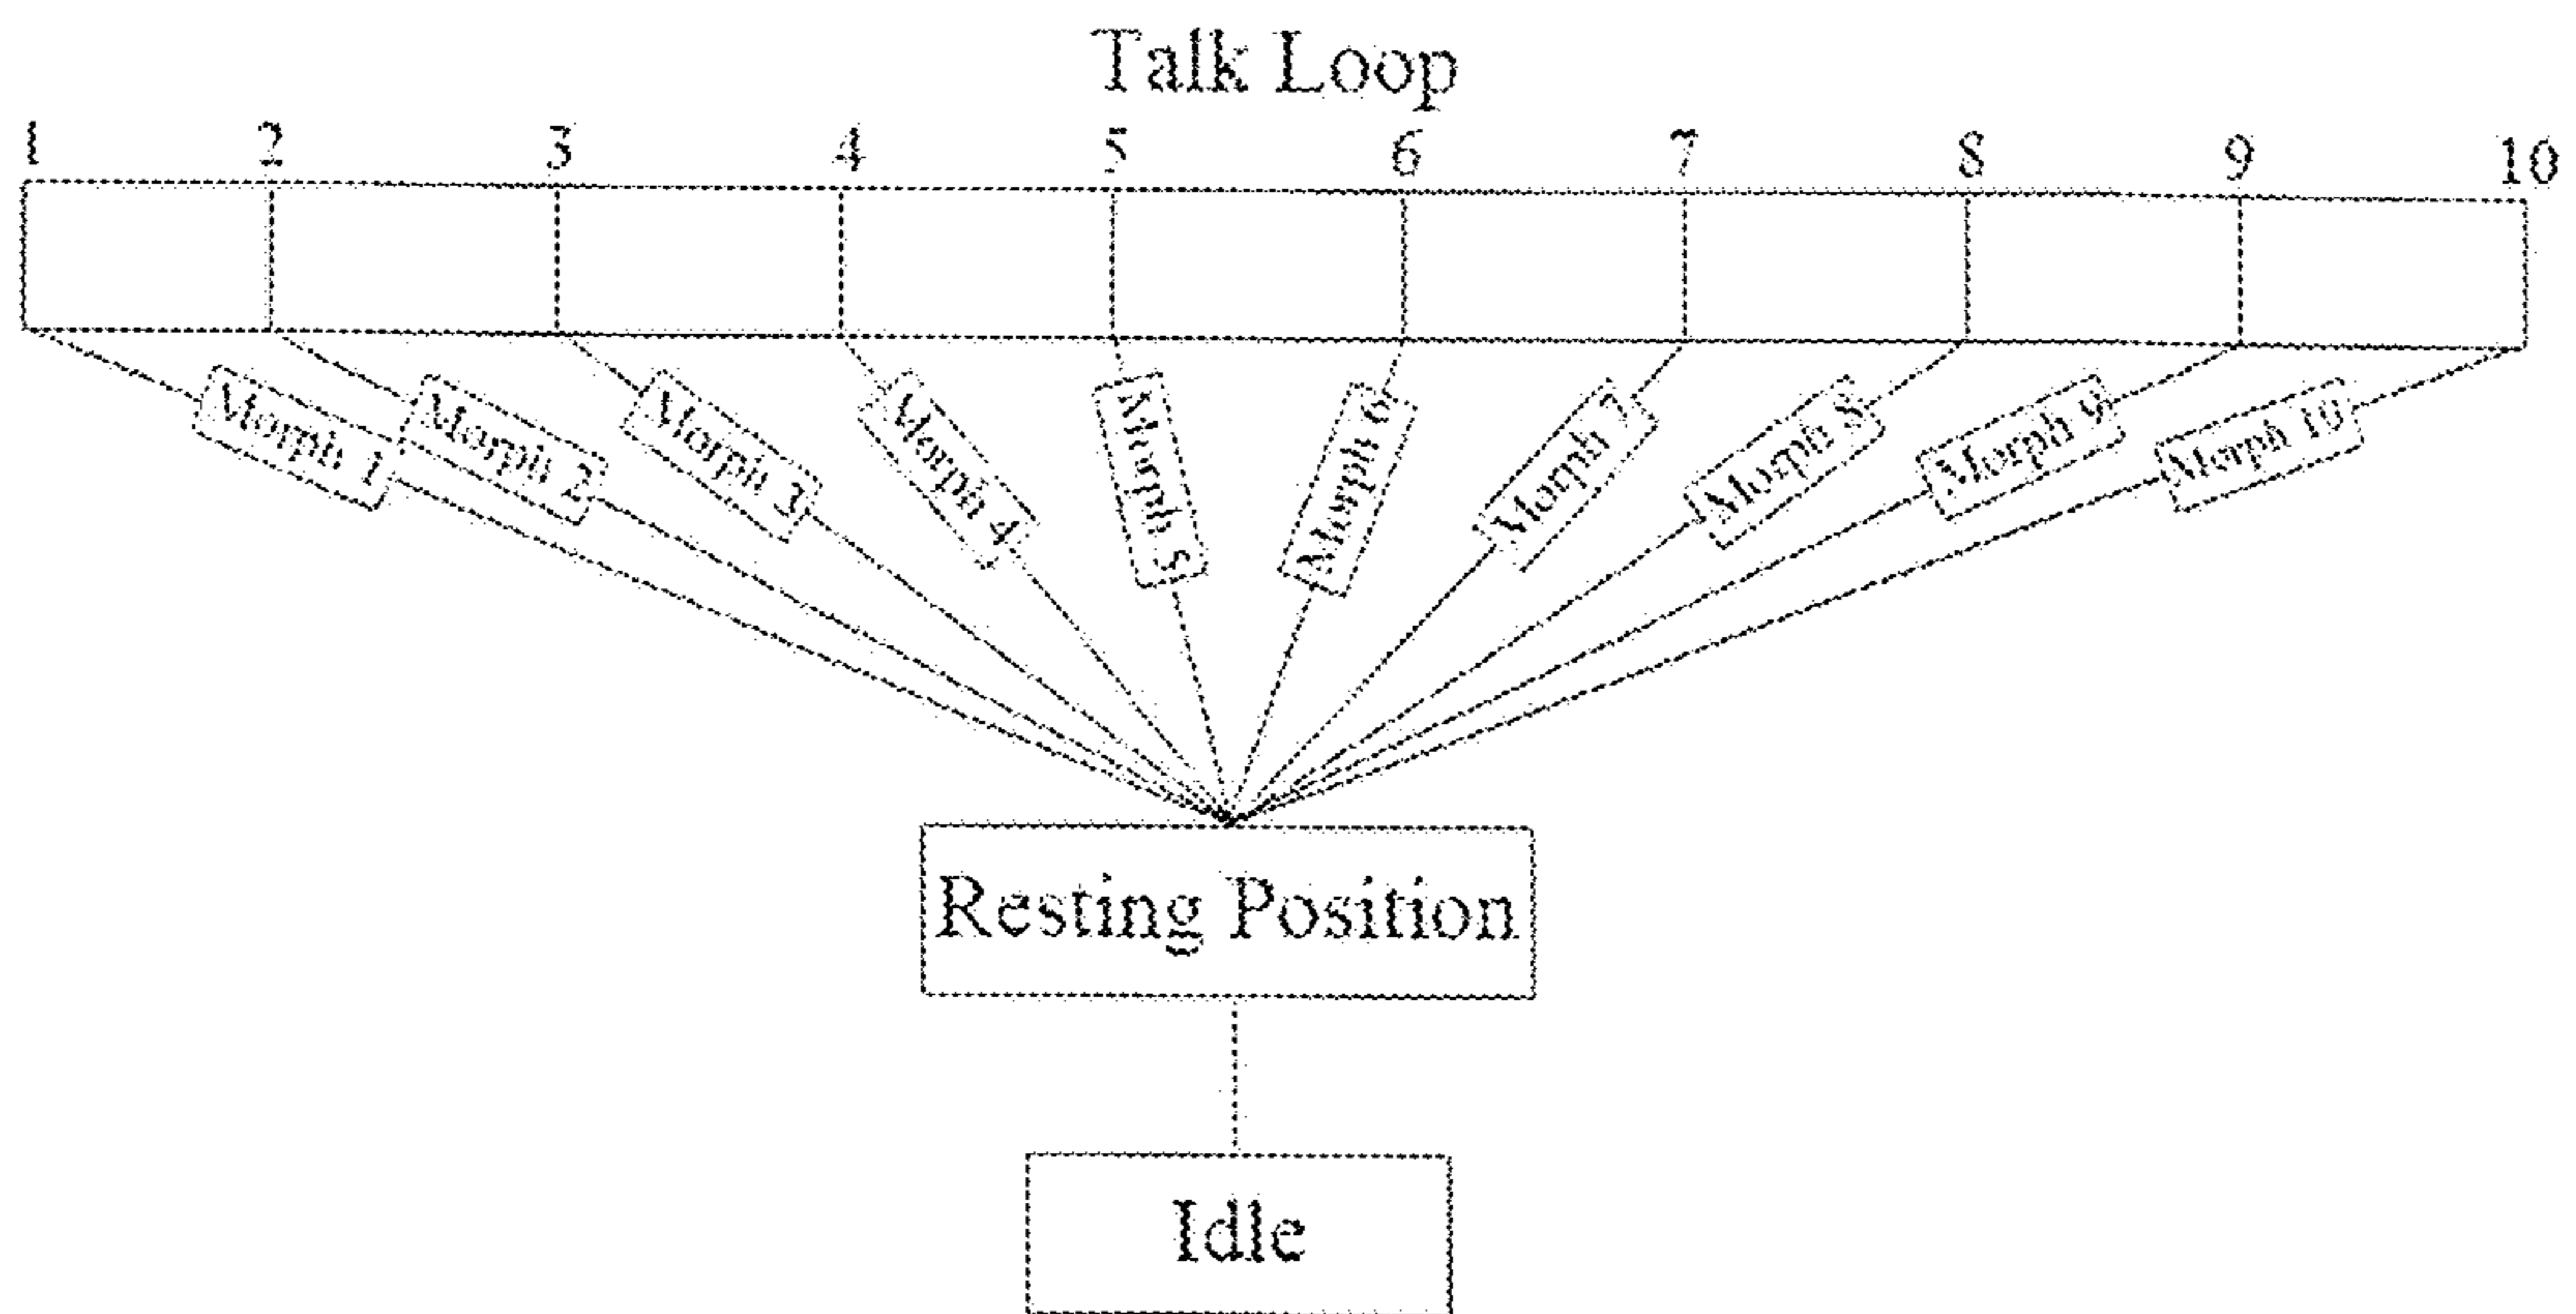 Talk Loop
1 2 3 4 5 6 7 8 9 10
Morph 1
Morph 2
Morph 3
Morph 4
Morph 5
Morph 6
Morph 7
Morph 8
Morph 9
Morph 10
Resting Position
Idle